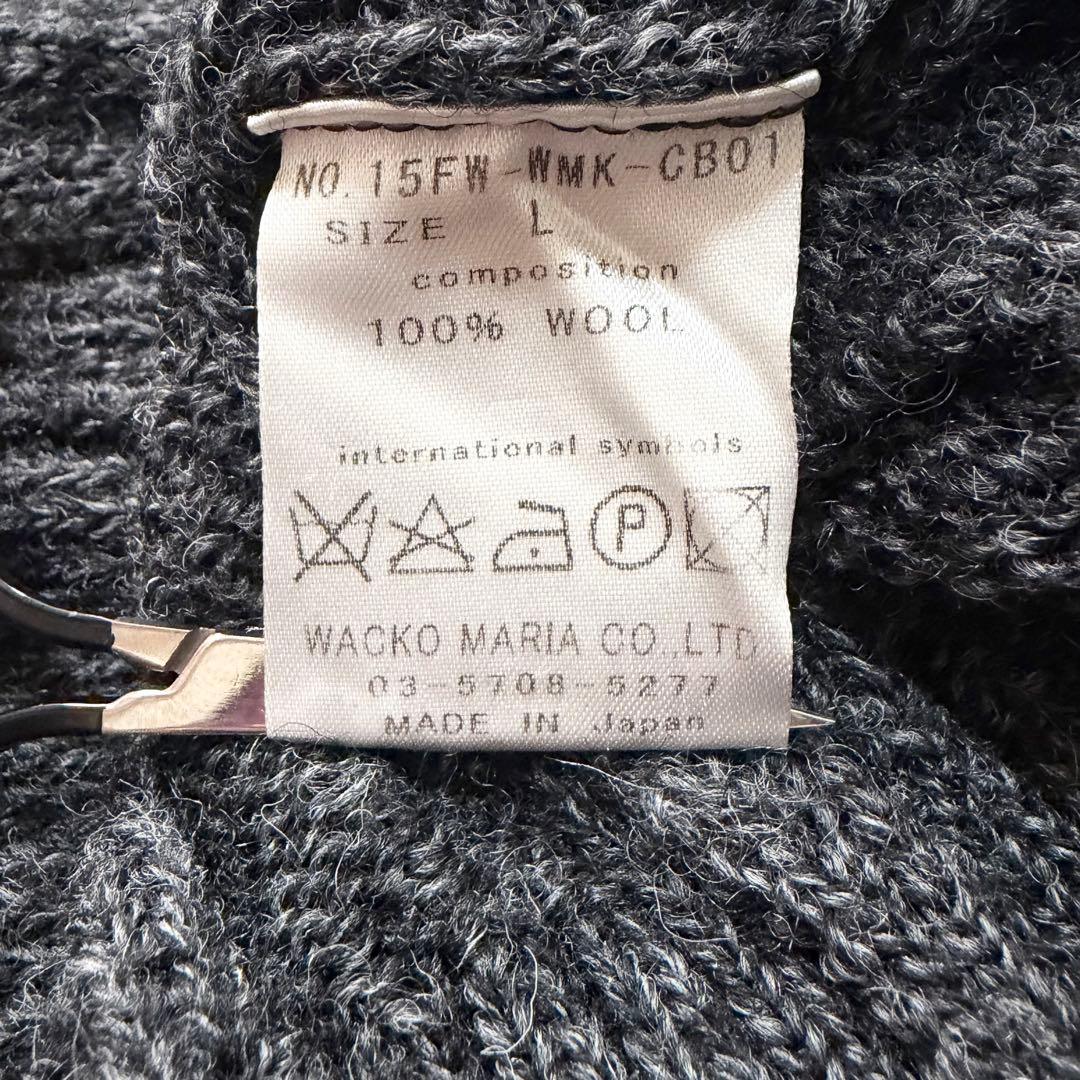 NO. 15FW-WMK-CB01
SIZE L
composition
100% WOOL
international symbols
P
WACKO MARIA CO.,LTD
03-5708-5277
MADE IN Japan